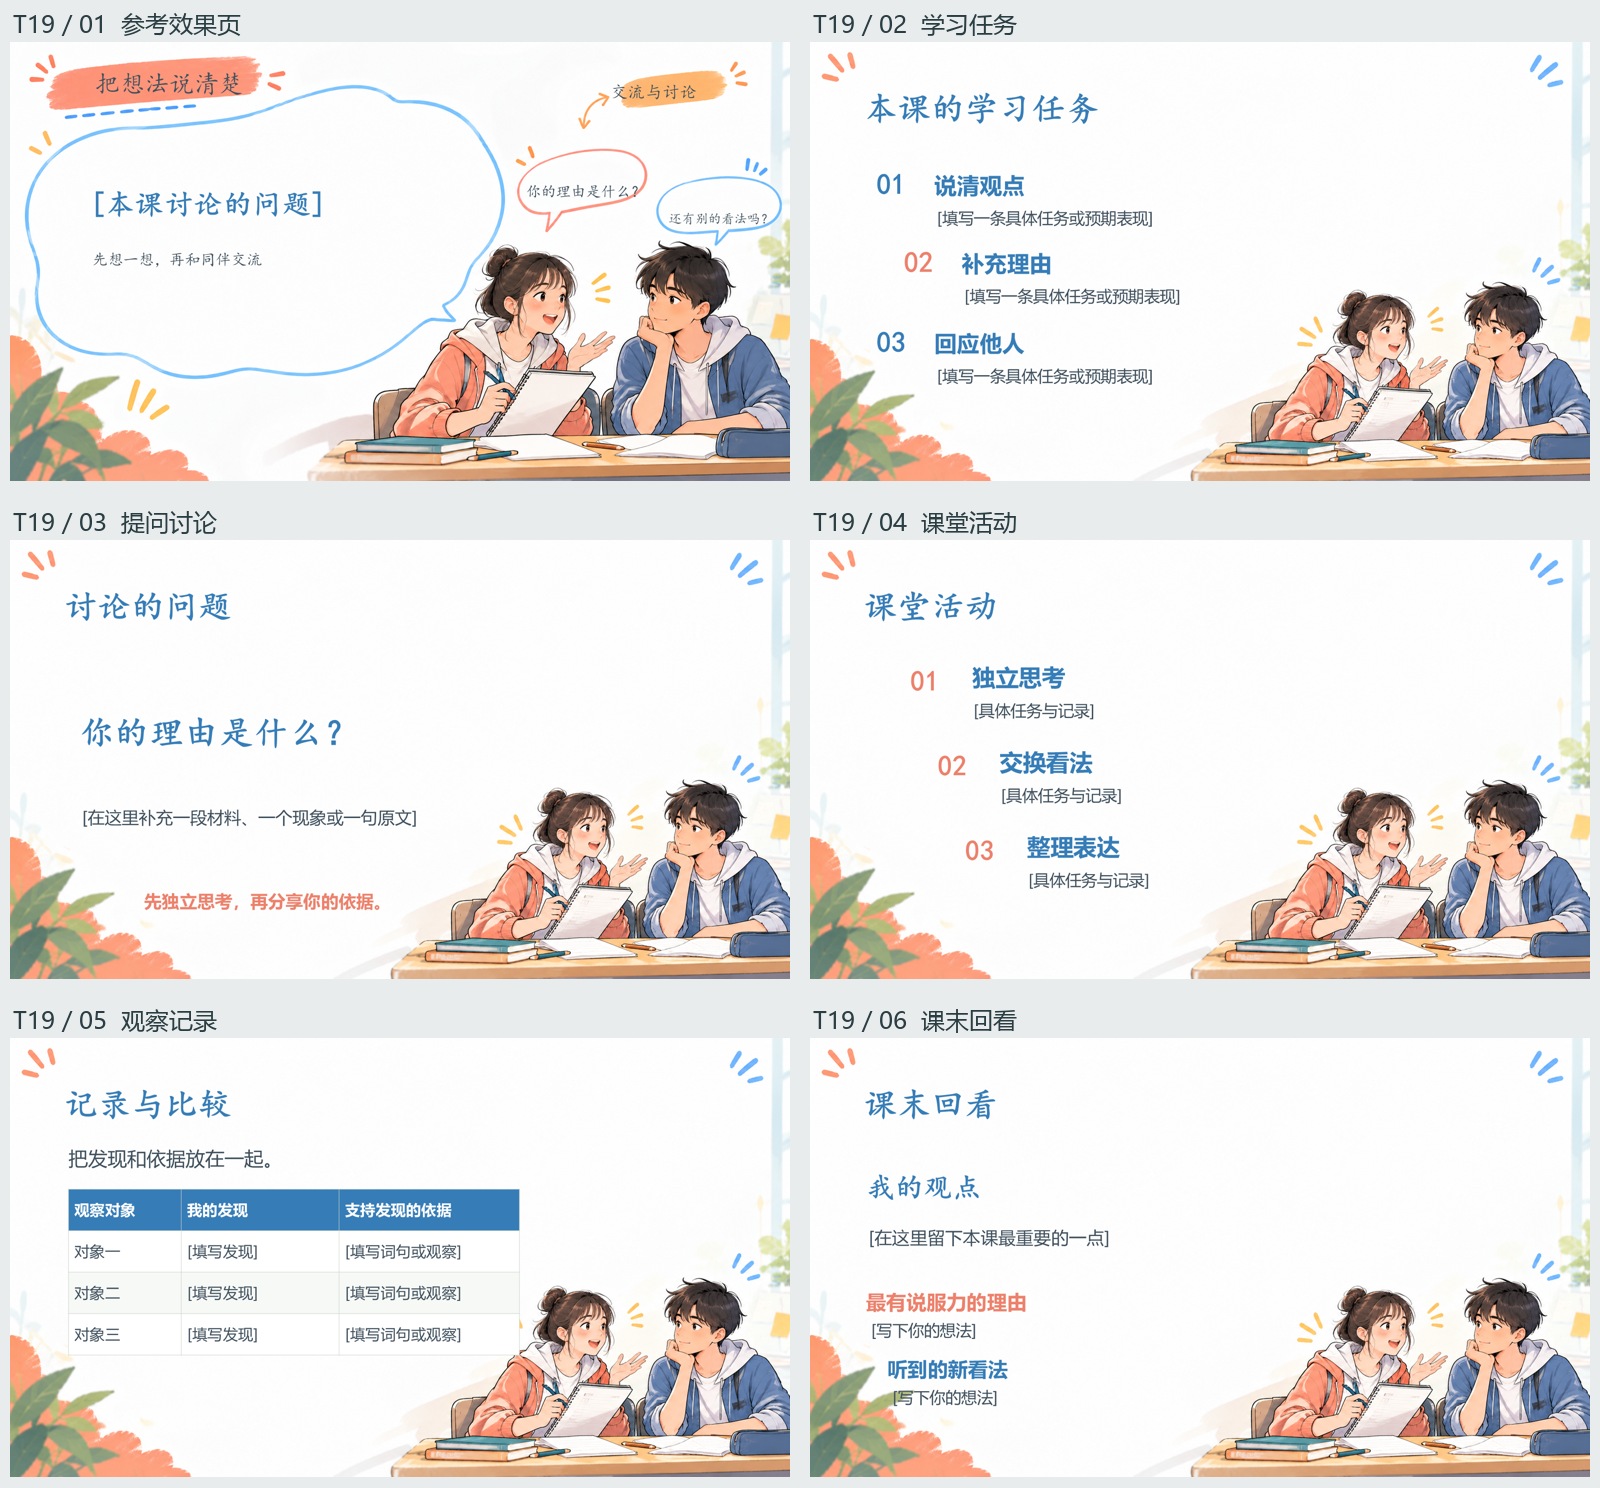 T19 / 01 参考效果页
把想法说清楚
交流与讨论
你的理由是什么?
还有别的看法吗?
[本课讨论的问题]
先想一想，再和同伴交流
T19 / 02 学习任务
本课的学习任务
01 说清观点
[填写一条具体任务或预期表现]
02 补充理由
[填写一条具体任务或预期表现]
03 回应他人
[填写一条具体任务或预期表现]
T19 / 03 提问讨论
讨论的问题
你的理由是什么?
[在这里补充一段材料、一个现象或一句原文]
先独立思考，再分享你的依据。
T19 / 04 课堂活动
课堂活动
01 独立思考
[具体任务与记录]
02 交换看法
[具体任务与记录]
03 整理表达
[具体任务与记录]
T19 / 05 观察记录
记录与比较
把发现和依据放在一起。
观察对象 我的发现 支持发现的依据
对象一 [填写发现] [填写词句或观察]
对象二 [填写发现] [填写词句或观察]
对象三 [填写发现] [填写词句或观察]
T19 / 06 课末回看
课末回看
我的观点
[在这里留下本课最重要的一点]
最有说服力的理由
[写下你的想法]
听到的新看法
[写下你的想法]